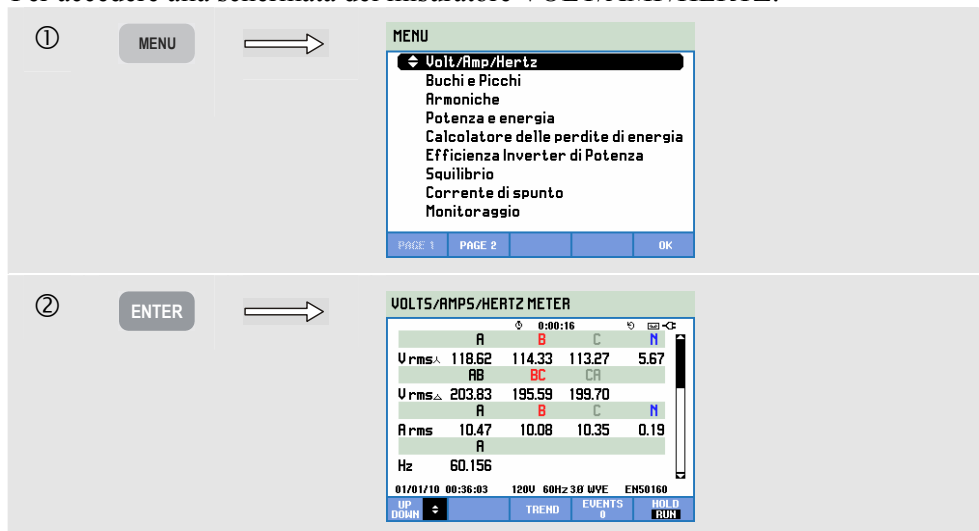 ① MENU
MENU
Volt/Amp/Hertz
Buchi e Picchi
Armoniche
Potenza e energia
Calcolatore delle perdite di energia
Efficienza Inverter di Potenza
Squilibrio
Corrente di spunto
Monitoraggio
PAGE 1 PAGE 2 OK
② ENTER
VOLTS/AMPS/HERTZ METER
0:00:16
A B C N
V rms 118.62 114.33 113.27 5.67
AB BC CA
V rms 203.83 195.59 199.70
A B C N
A rms 10.47 10.08 10.35 0.19
A
Hz 60.156
01/01/10 00:36:03 120V 60Hz 3Ø WYE EN50160
UP DOWN TREND EVENTS 0 HOLD RUN